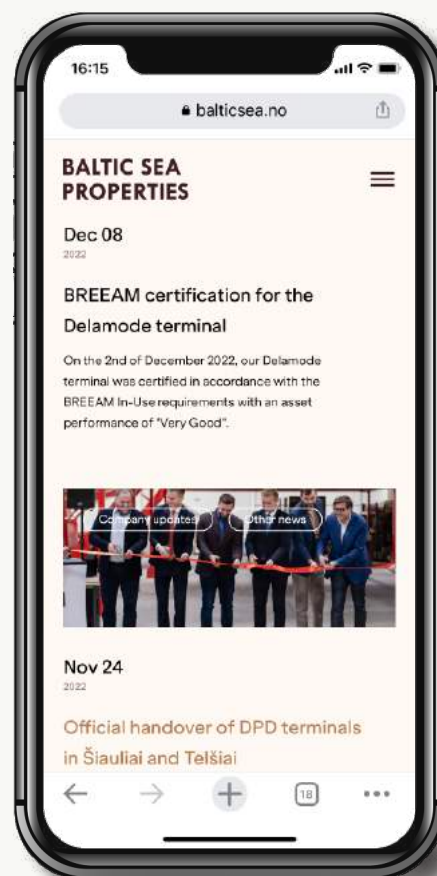 16:15
balticsea.no
BALTIC SEA
PROPERTIES
Dec 08
2022
BREEAM certification for the
Delamode terminal
On the 2nd of December 2022, our Delamode
terminal was certified in accordance with the
BREEAM In-Use requirements with an asset
performance of "Very Good".
Company updates
Other news
Nov 24
2022
Official handover of DPD terminals
in Šiauliai and Telšiai
18